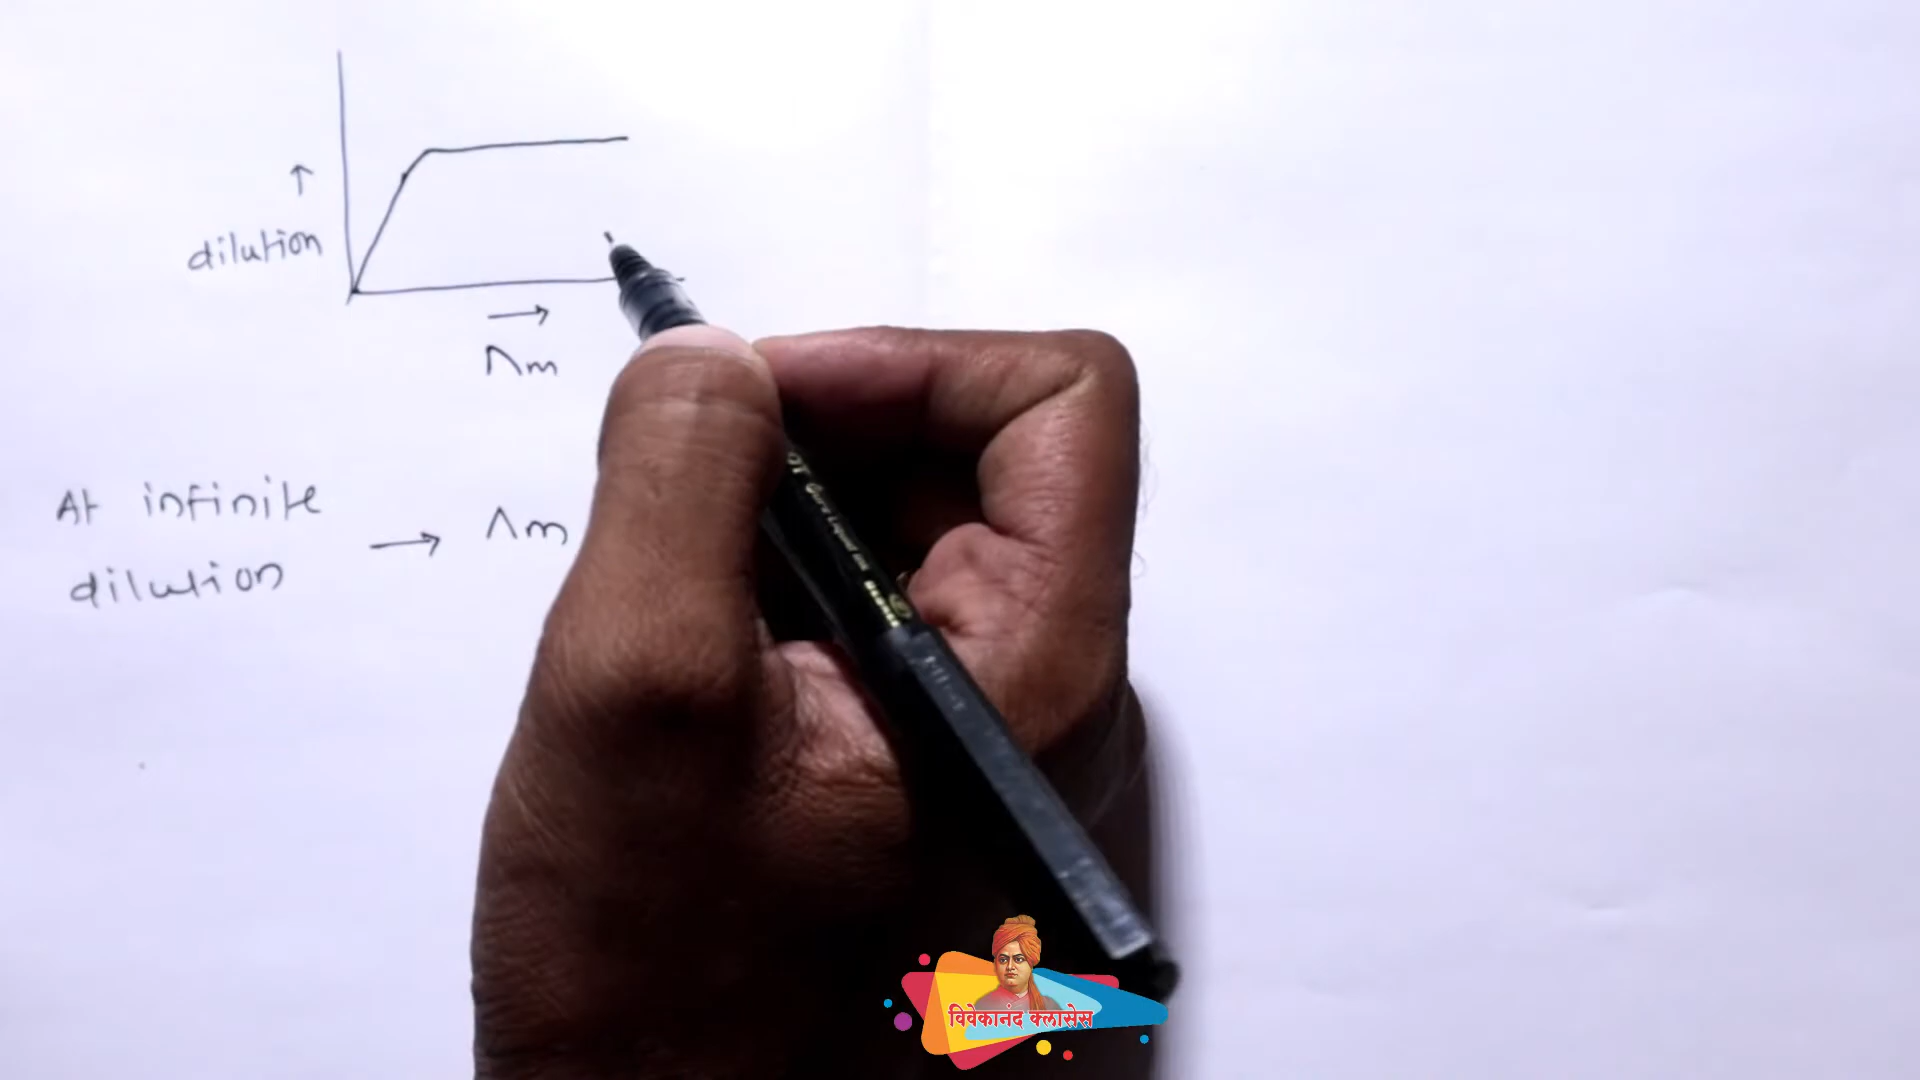 ↑
dilution
→
Λm
At infinite
dilution → Λm
विवेकानंद क्लासेस